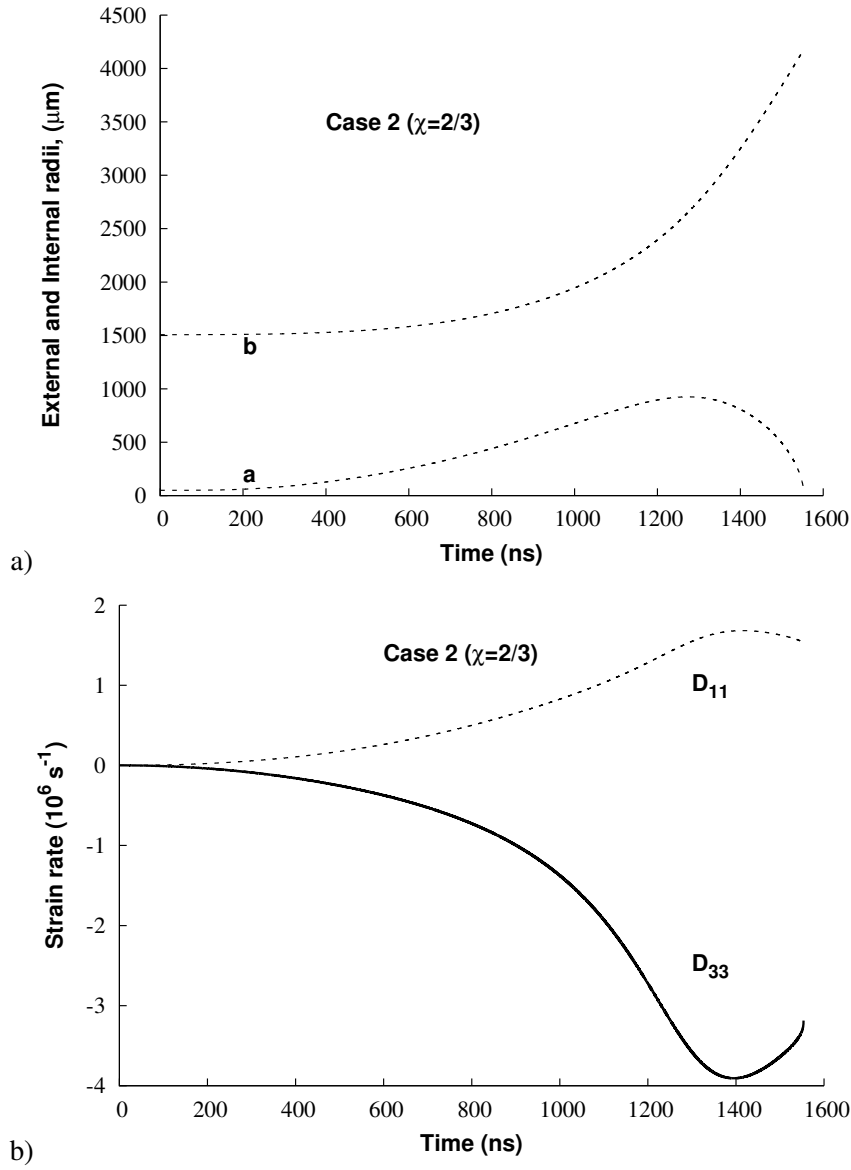 4500
4000
3500
3000
2500
2000
1500
1000
500
0
External and Internal radii, (μm)
Case 2 (χ=2/3)
b
a
0 200 400 600 800 1000 1200 1400 1600
Time (ns)
a)
2
1
0
-1
-2
-3
-4
Strain rate (10⁶ s⁻¹)
Case 2 (χ=2/3)
D₁₁
D₃₃
0 200 400 600 800 1000 1200 1400 1600
Time (ns)
b)